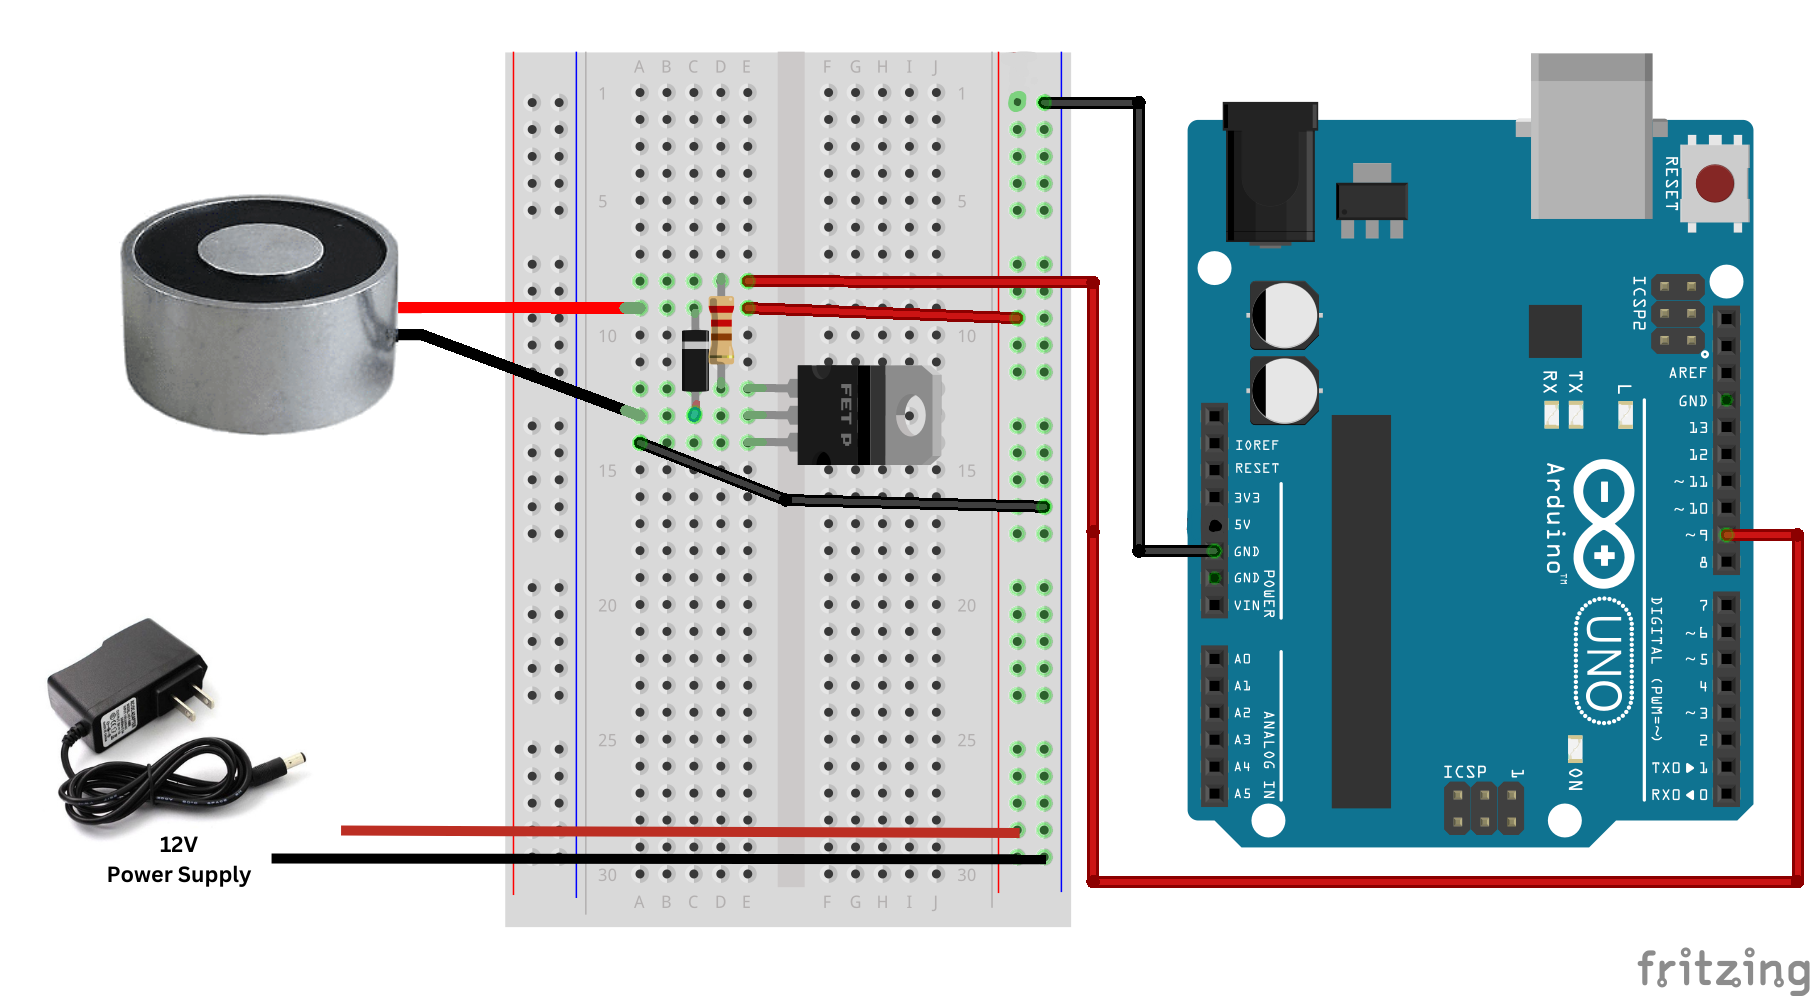 A B C D E F G H I J
1 1
5 5
10 10
15 15
20 20
25 25
30 30
A B C D E F G H I J
FET P
12V
Power Supply
RESET
ICSP2
AREF
GND
13
12
~11
~10
~9
8
7
~6
~5
4
~3
2
TX0▶1
RX0◀0
DIGITAL (PWM=~)
RX
TX
L
Arduino™
UNO
IOREF
RESET
3V3
5V
GND
GND
VIN
POWER
A0
A1
A2
A3
A4
A5
ANALOG IN
ICSP
1
ON
fritzing